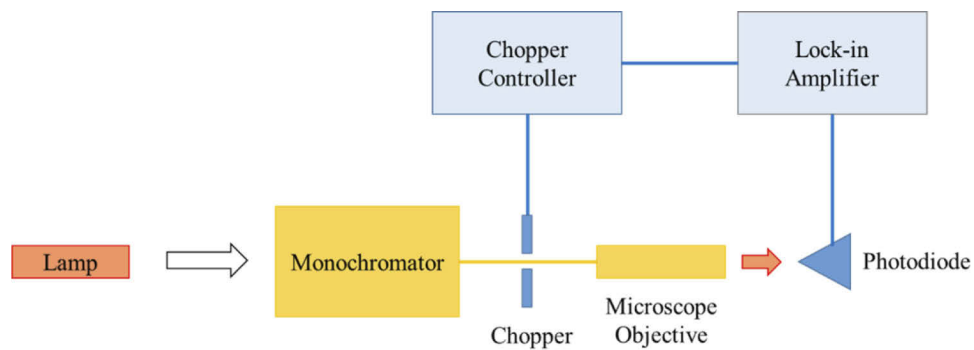 Chopper
Controller
Lock-in
Amplifier
Lamp
Monochromator
Photodiode
Chopper
Microscope
Objective